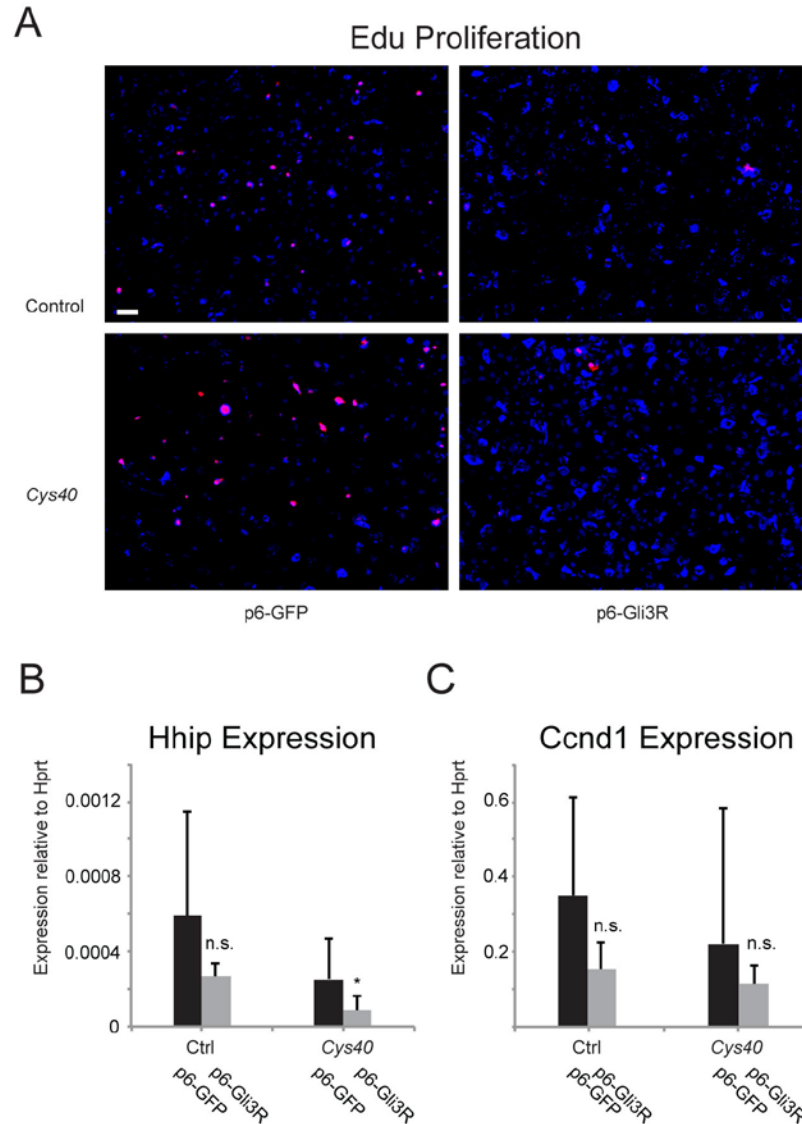 A
Edu Proliferation
Control
Cys40
p6-GFP
p6-Gli3R
B
Hhip Expression
Expression relative to Hprt
0.0012
0.0004
0.0004
0
n.s.
*
Ctrl
Cys40
p6-GFP
p6-Gli3R
p6-GFP
p6-Gli3R
C
Ccnd1 Expression
Expression relative to Hprt
0.6
0.4
0.2
n.s.
n.s.
Ctrl
Cys40
p6-GFP
p6-Gli3R
p6-GFP
p6-Gli3R